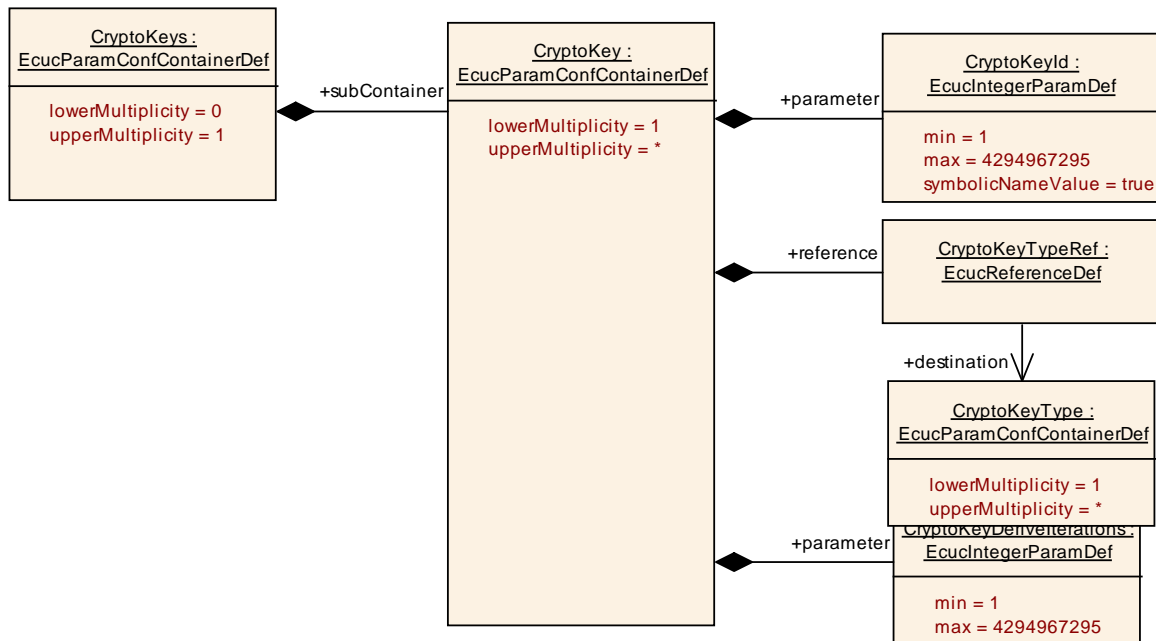 CryptoKeys :
EcucParamConfContainerDef
lowerMultiplicity = 0
upperMultiplicity = 1
+subContainer
CryptoKey :
EcucParamConfContainerDef
lowerMultiplicity = 1
upperMultiplicity = *
+parameter
CryptoKeyId :
EcucIntegerParamDef
min = 1
max = 4294967295
symbolicNameValue = true
+reference
CryptoKeyTypeRef :
EcucReferenceDef
+destination
CryptoKeyType :
EcucParamConfContainerDef
lowerMultiplicity = 1
upperMultiplicity = *
+parameter
CryptoKeyDeriveIterations :
EcucIntegerParamDef
min = 1
max = 4294967295